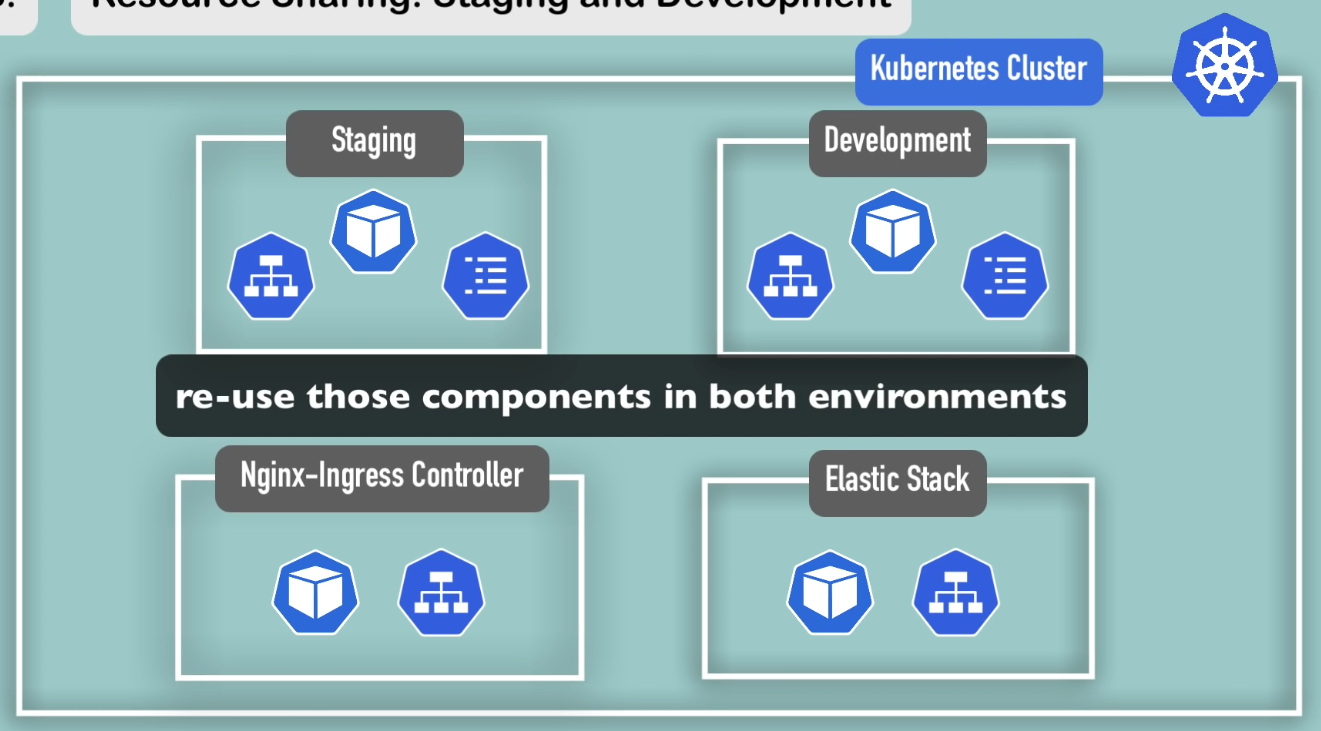 Resource Sharing: Staging and Development
Kubernetes Cluster
Staging
Development
re-use those components in both environments
Nginx-Ingress Controller
Elastic Stack